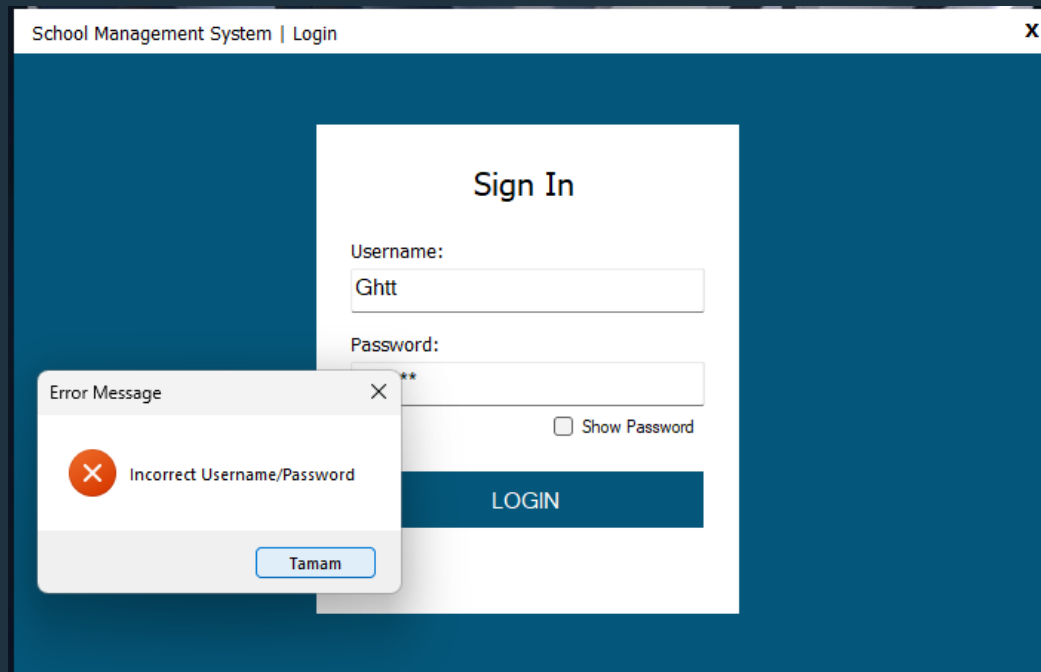 School Management System | Login
X
Sign In
Username:
Ghtt
Password:
**
Show Password
Error Message
Incorrect Username/Password
Tamam
LOGIN